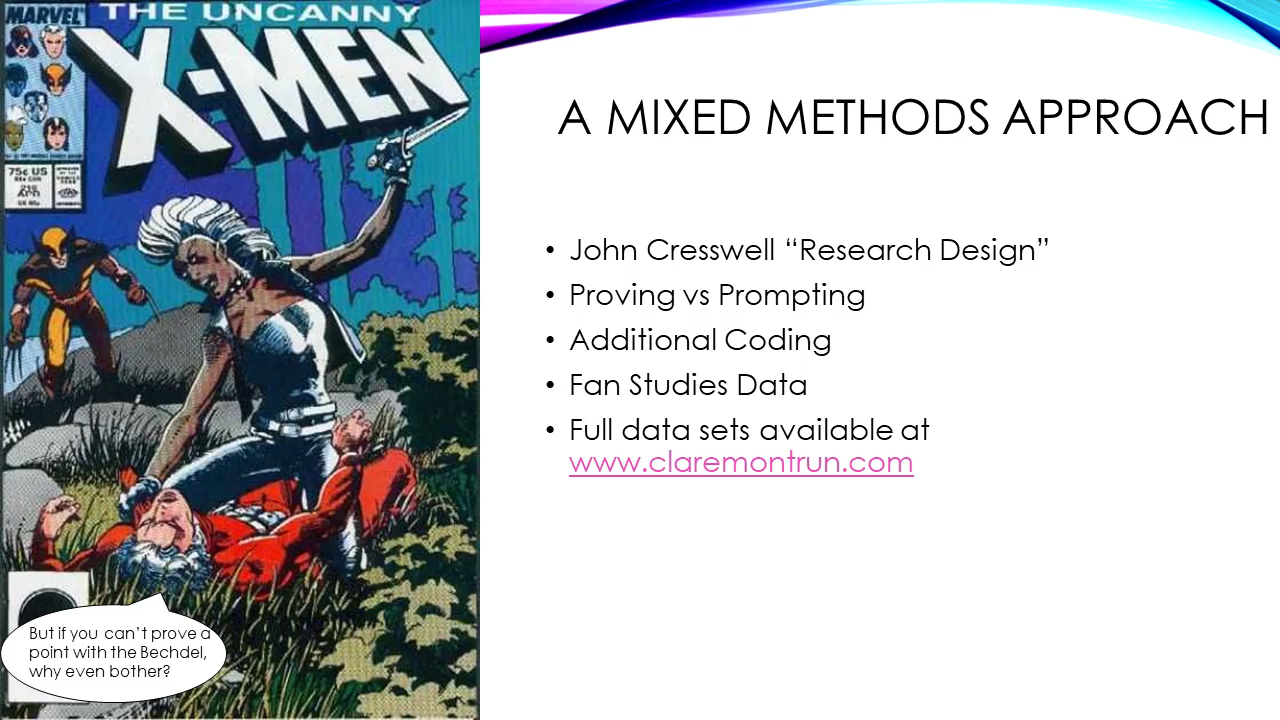 MARVEL
THE UNCANNY
X-MEN
75¢ US
APR
A MIXED METHODS APPROACH
• John Cresswell “Research Design”
• Proving vs Prompting
• Additional Coding
• Fan Studies Data
• Full data sets available at
www.claremontrun.com
But if you can’t prove a
point with the Bechdel,
why even bother?